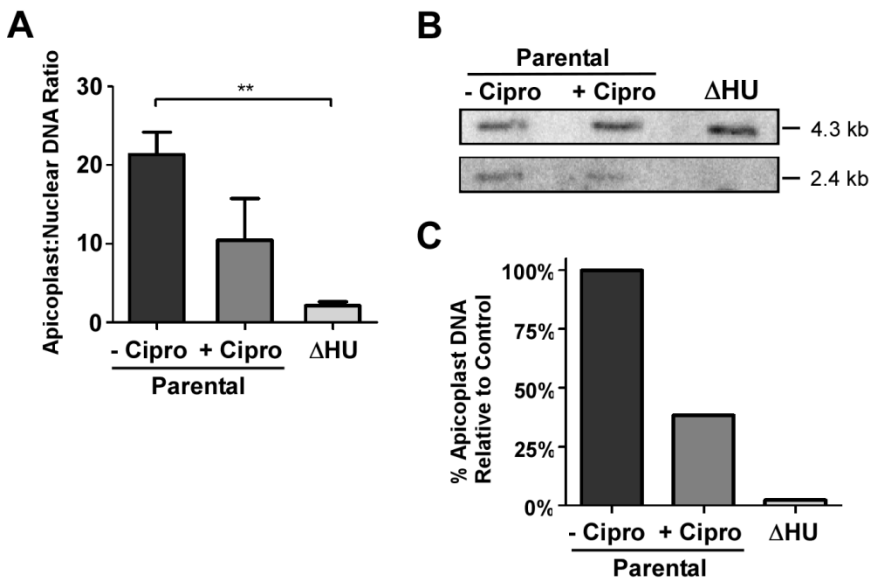 A
Apicoplast:Nuclear DNA Ratio
30
20
10
0
**
- Cipro + Cipro ΔHU
Parental
B
Parental
- Cipro + Cipro ΔHU
4.3 kb
2.4 kb
C
% Apicoplast DNA
Relative to Control
100%
75%
50%
25%
0%
- Cipro + Cipro ΔHU
Parental